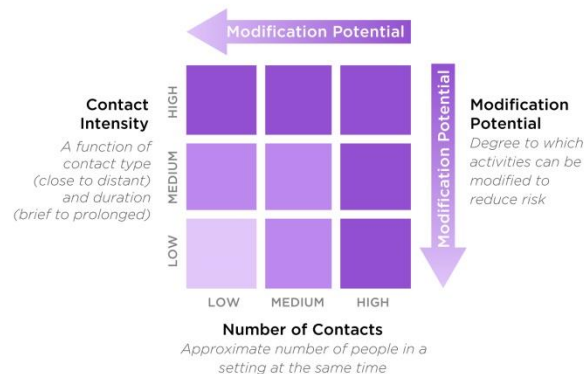 Modification Potential
Contact
Intensity
A function of
contact type
(close to distant)
and duration
(brief to prolonged)
HIGH
MEDIUM
LOW
Modification Potential
Modification
Potential
Degree to which
activities can be
modified to
reduce risk
LOW MEDIUM HIGH
Number of Contacts
Approximate number of people in a
setting at the same time